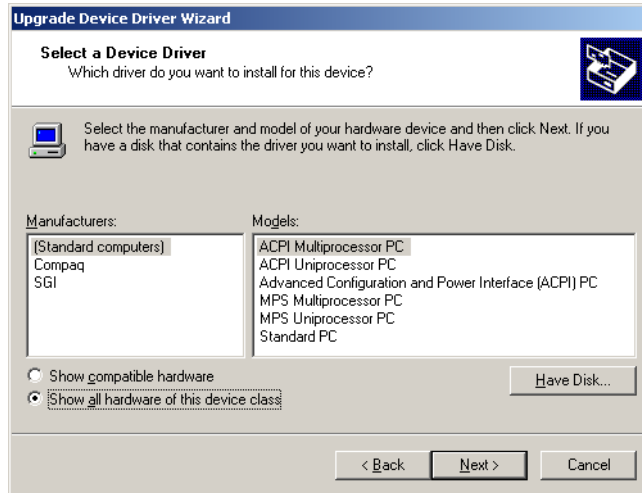 Upgrade Device Driver Wizard
Select a Device Driver
Which driver do you want to install for this device?
Select the manufacturer and model of your hardware device and then click Next. If you
have a disk that contains the driver you want to install, click Have Disk.
Manufacturers:
(Standard computers)
Compaq
SGI
Models:
ACPI Multiprocessor PC
ACPI Uniprocessor PC
Advanced Configuration and Power Interface (ACPI) PC
MPS Multiprocessor PC
MPS Uniprocessor PC
Standard PC
Show compatible hardware
Show all hardware of this device class
Have Disk...
< Back
Next >
Cancel